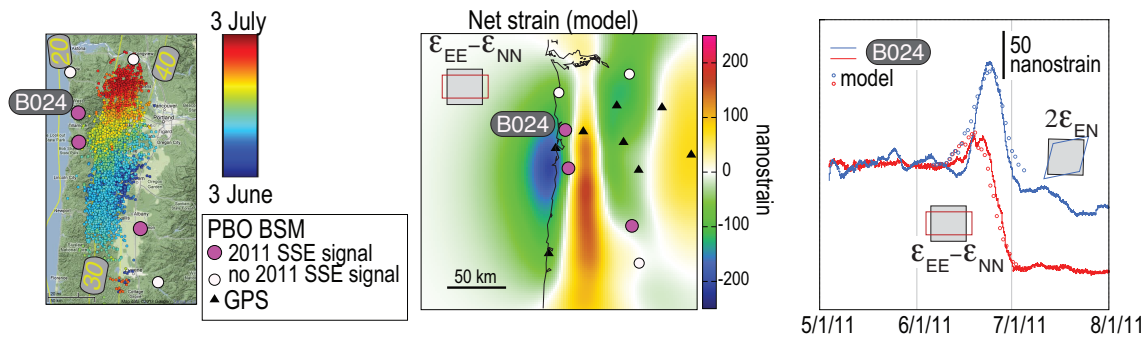 3 July
3 June
20
40
30
B024
PBO BSM
2011 SSE signal
no 2011 SSE signal
GPS
Net strain (model)
εEE-εNN
B024
50 km
200
100
0
-100
-200
nanostrain
B024
model
50
nanostrain
2εEN
εEE-εNN
5/1/11
6/1/11
7/1/11
8/1/11